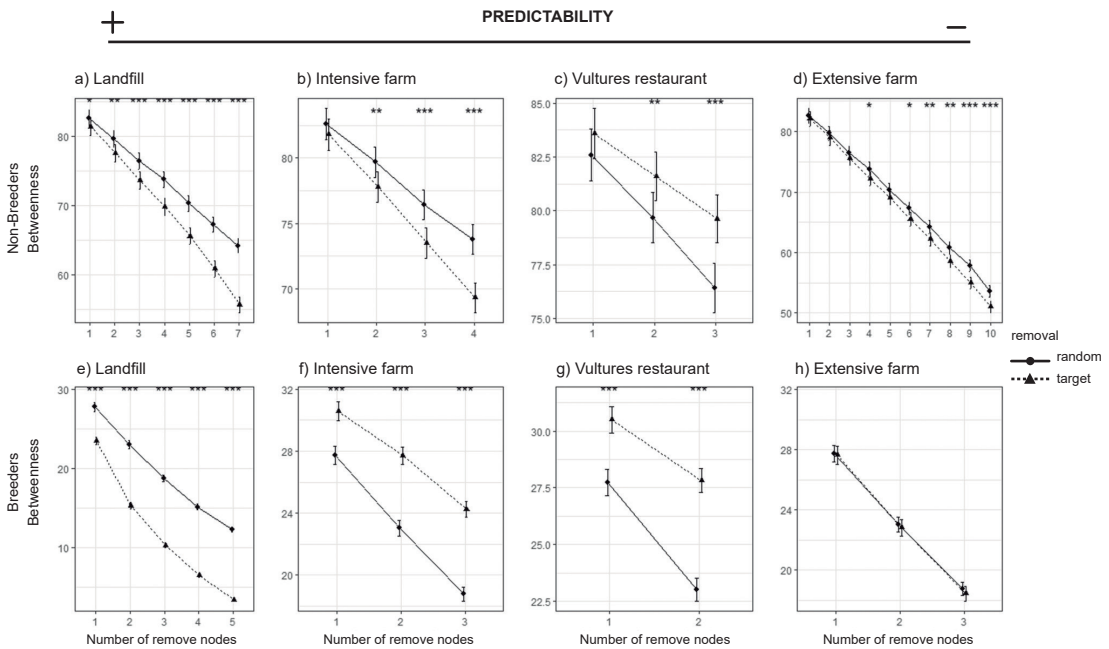 PREDICTABILITY
+ −
a) Landfill b) Intensive farm c) Vultures restaurant d) Extensive farm
* ** *** *** *** *** ***
** *** ***
** ***
* * ** ** *** ***
Non-Breeders
Betweenness
80
70
60
1 2 3 4 5 6 7
80
75
70
1 2 3 4
85.0
82.5
80.0
77.5
75.0
1 2 3
80
70
60
50
1 2 3 4 5 6 7 8 9 10
removal
random
target
e) Landfill f) Intensive farm g) Vultures restaurant h) Extensive farm
*** *** *** *** ***
*** *** ***
*** ***
Breeders
Betweenness
30
20
10
1 2 3 4 5
32
28
24
20
1 2 3
30.0
27.5
25.0
22.5
1 2
32
28
24
20
1 2 3
Number of remove nodes Number of remove nodes Number of remove nodes Number of remove nodes